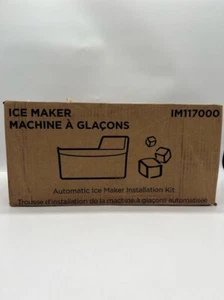 ICE MAKER IM117000
MACHINE À GLAÇONS
Automatic Ice Maker Installation Kit
Trousse d'installation de la machine à glaçons automatique